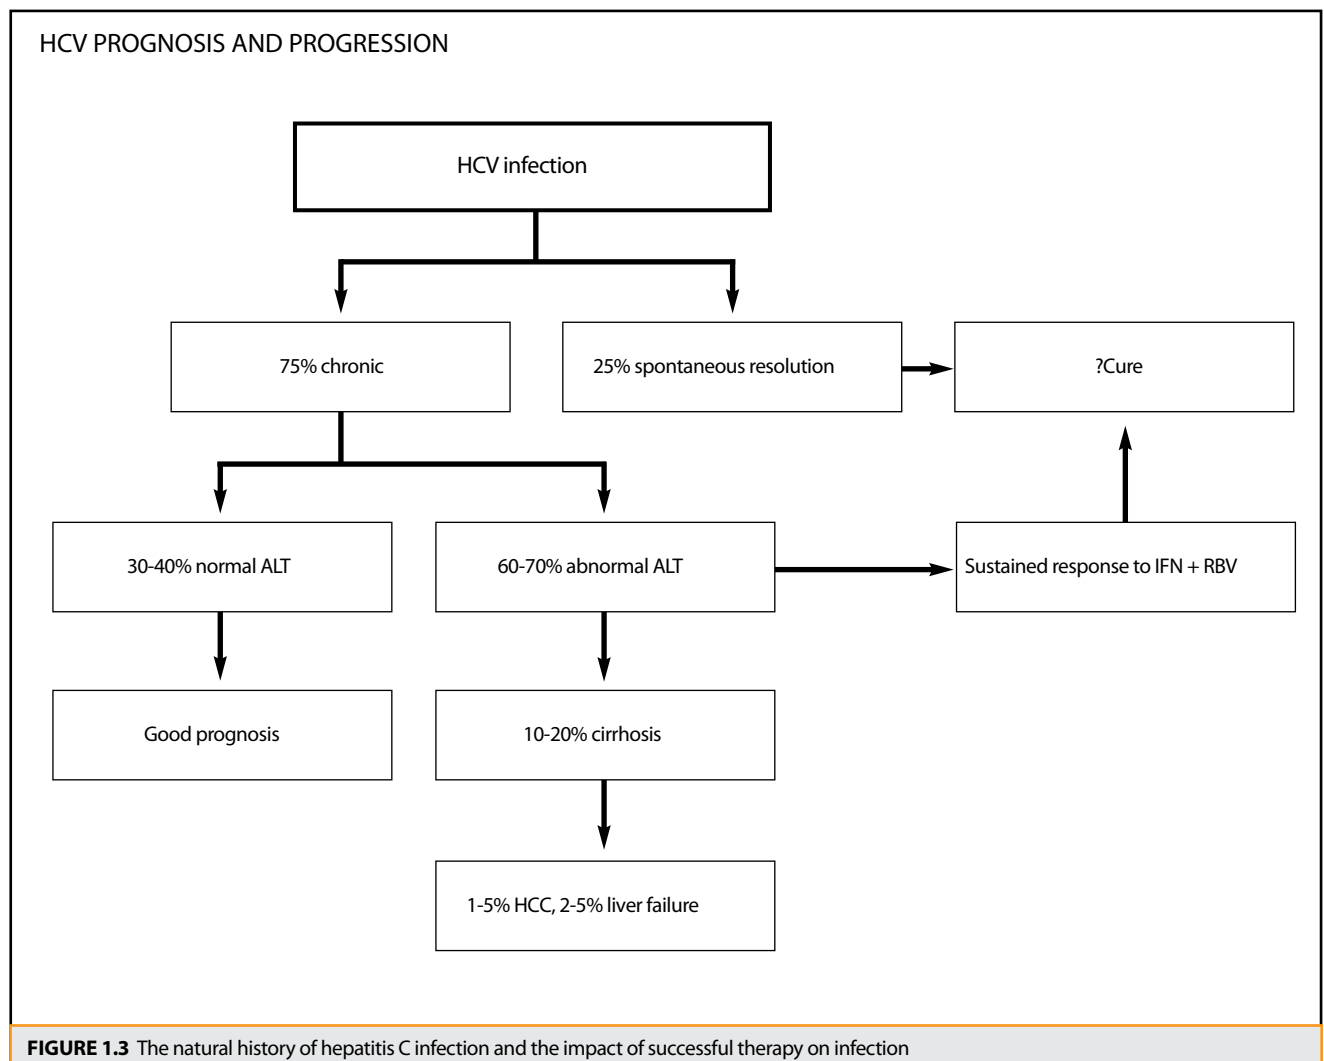 HCV PROGNOSIS AND PROGRESSION
HCV infection
75% chronic
25% spontaneous resolution
?Cure
30-40% normal ALT
60-70% abnormal ALT
Sustained response to IFN + RBV
Good prognosis
10-20% cirrhosis
1-5% HCC, 2-5% liver failure
FIGURE 1.3 The natural history of hepatitis C infection and the impact of successful therapy on infection